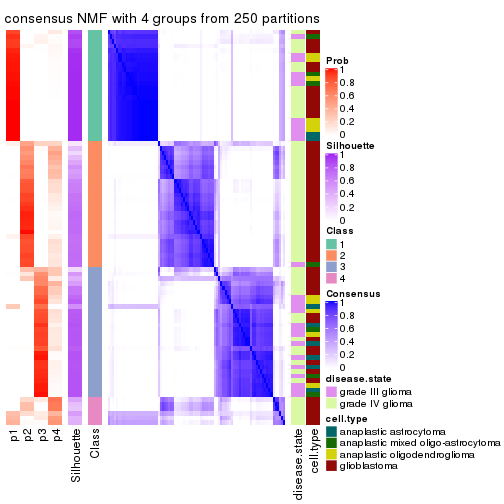 consensus NMF with 4 groups from 250 partitions
Prob
1
0.8
0.6
0.4
0.2
0
Silhouette
1
0.8
0.6
0.4
0.2
0
Class
1
2
3
4
Consensus
1
0.8
0.6
0.4
0.2
0
disease.state
grade III glioma
grade IV glioma
cell.type
anaplastic astrocytoma
anaplastic mixed oligo-astrocytoma
anaplastic oligodendroglioma
glioblastoma
p1
p2
p3
p4
Silhouette
Class
disease.state
cell.type